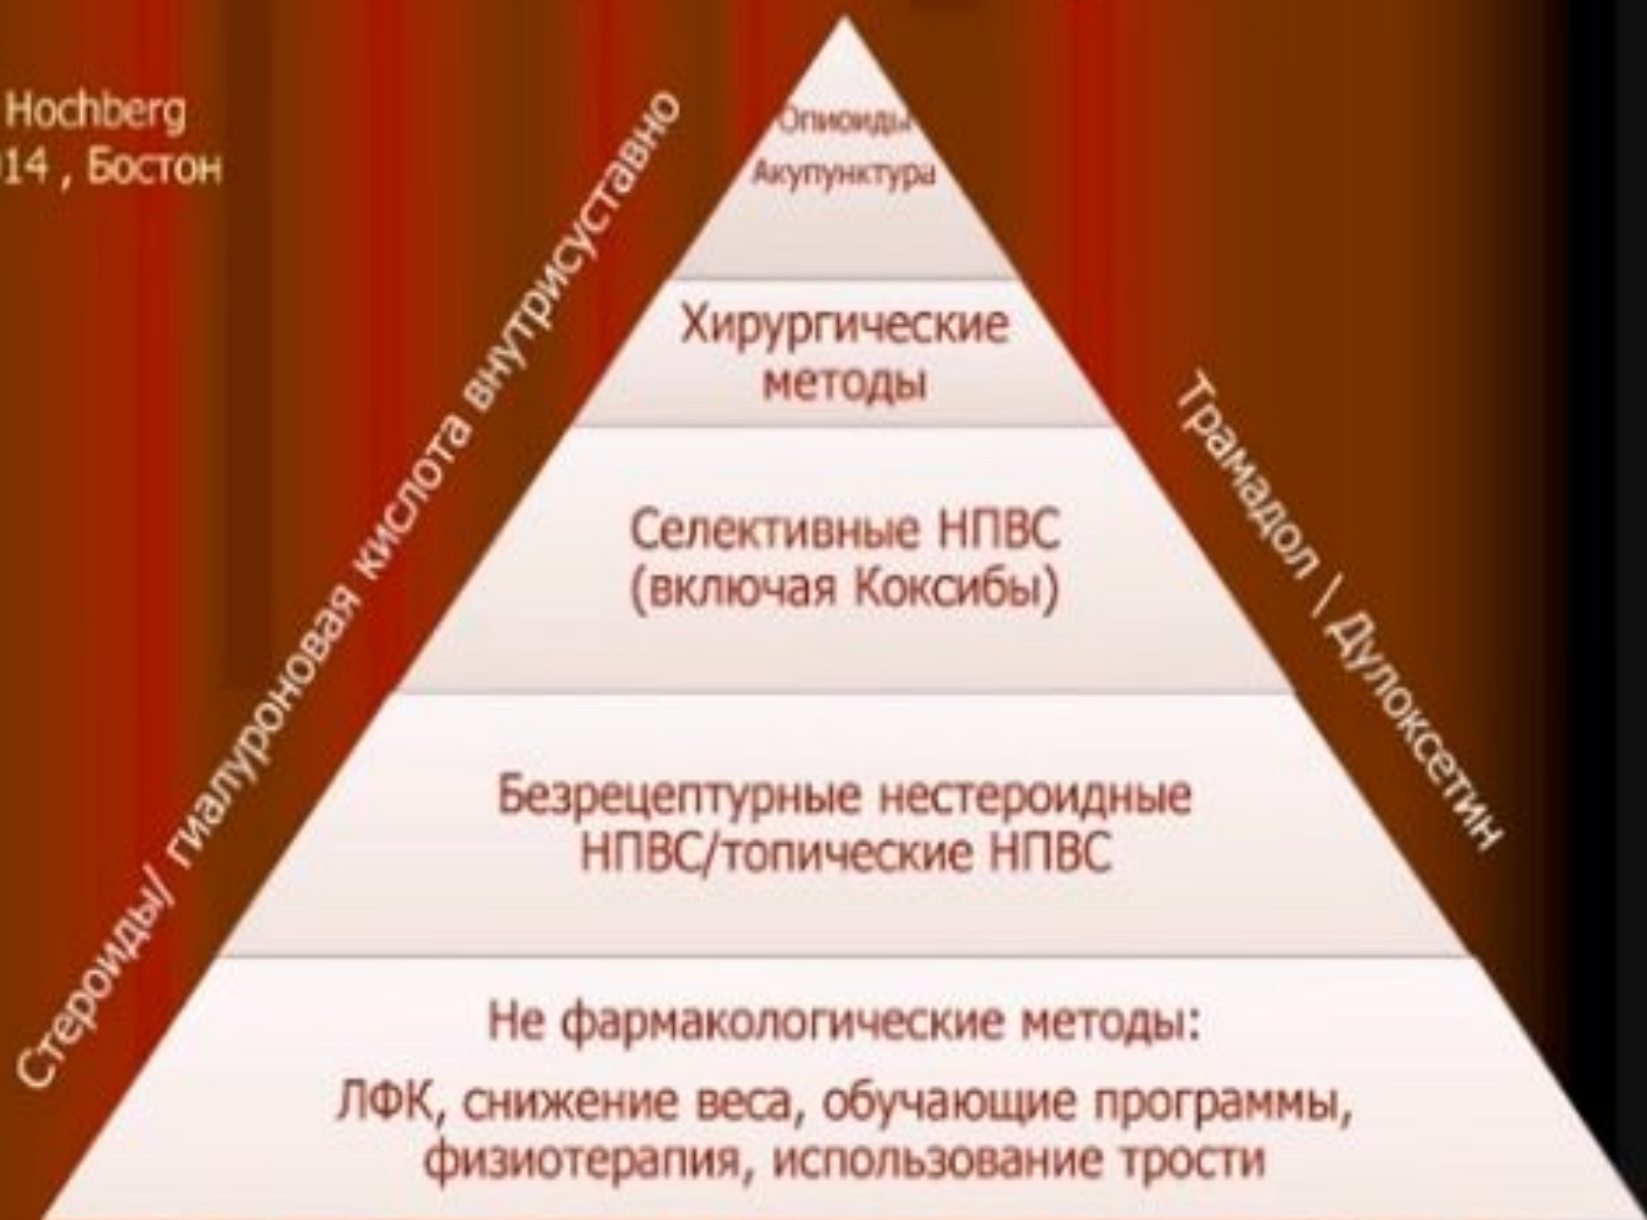 Hochberg
14 , Бостон
Стероиды/ гиалуроновая кислота внутрисуставно
Опиоиды
Акупунктура
Хирургические
методы
Трамадол \ Дулоксетин
Селективные НПВС
(включая Коксибы)
Безрецептурные нестероидные
НПВС/топические НПВС
Не фармакологические методы:
ЛФК, снижение веса, обучающие программы,
физиотерапия, использование трости